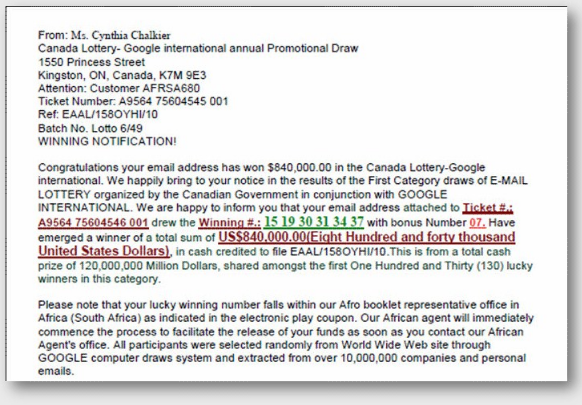 From: Ms. Cynthia Chalkier
Canada Lottery- Google international annual Promotional Draw
1550 Princess Street
Kingston, ON, Canada, K7M 9E3
Attention: Customer AFRSA680
Ticket Number: A9564 75604545 001
Ref: EAAL/158OYHI/10
Batch No. Lotto 6/49
WINNING NOTIFICATION!
Congratulations your email address has won $840,000.00 in the Canada Lottery-Google
international. We happily bring to your notice in the results of the First Category draws of E-MAIL
LOTTERY organized by the Canadian Government in conjunction with GOOGLE
INTERNATIONAL. We are happy to inform you that your email address attached to Ticket #.:
A9564 75604546 001 drew the Winning #.: 15 19 30 31 34 37 with bonus Number 07. Have
emerged a winner of a total sum of US$840,000.00(Eight Hundred and forty thousand
United States Dollars), in cash credited to file EAAL/158OYHI/10.This is from a total cash
prize of 120,000,000 Million Dollars, shared amongst the first One Hundred and Thirty (130) lucky
winners in this category.
Please note that your lucky winning number falls within our Afro booklet representative office in
Africa (South Africa) as indicated in the electronic play coupon. Our African agent will immediately
commence the process to facilitate the release of your funds as soon as you contact our African
Agent's office. All participants were selected randomly from World Wide Web site through
GOOGLE computer draws system and extracted from over 10,000,000 companies and personal
emails.